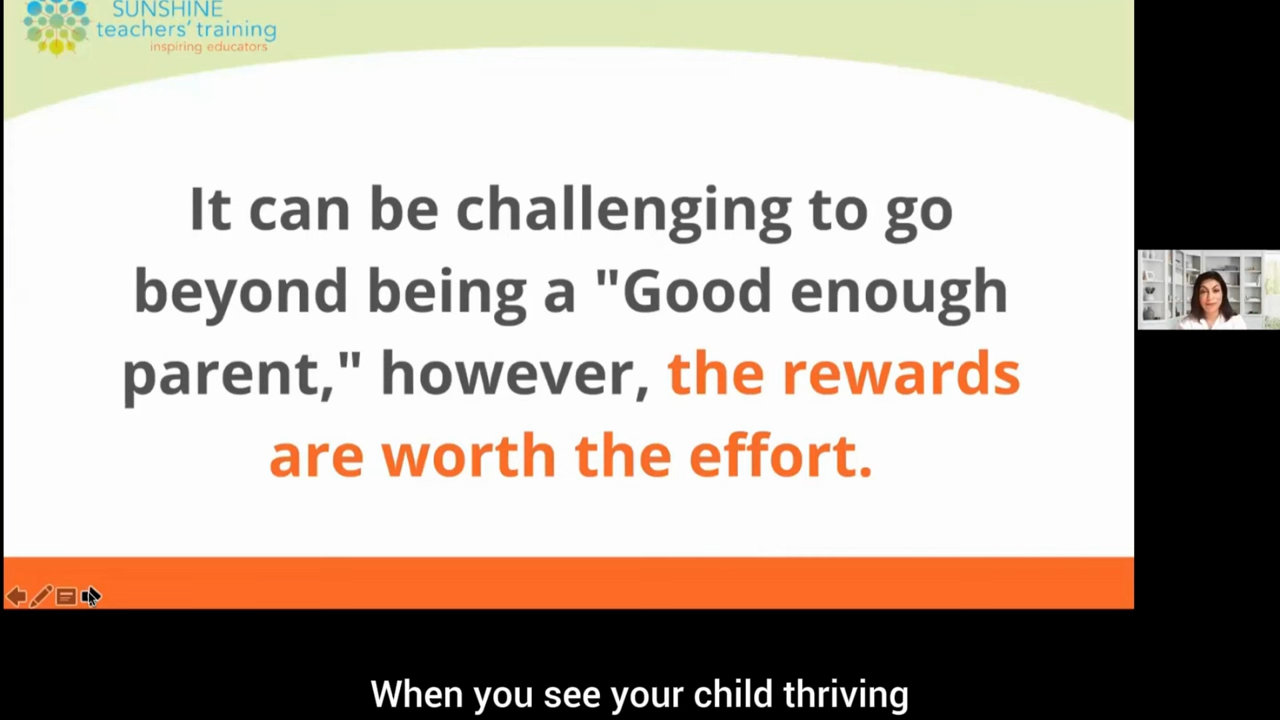 SUNSHINE
teachers' training
inspiring educators
It can be challenging to go
beyond being a "Good enough
parent," however, the rewards
are worth the effort.
When you see your child thriving